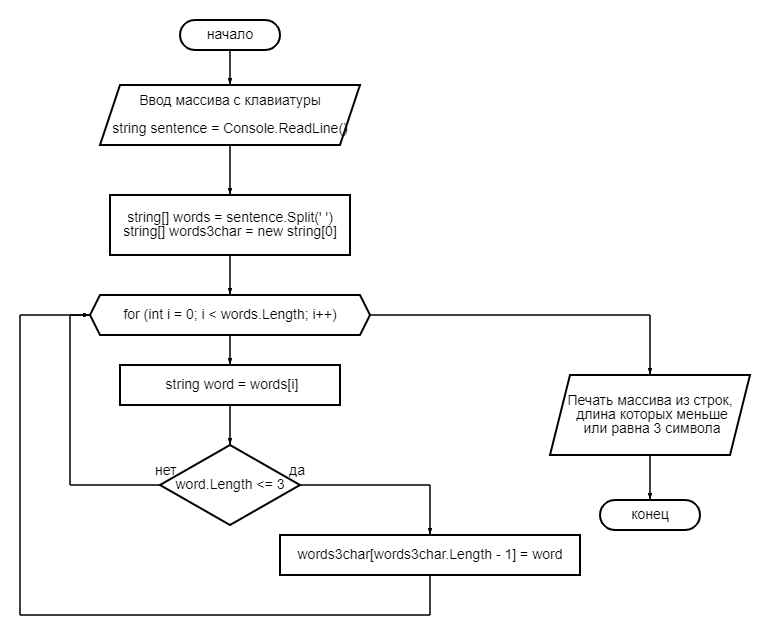 начало
Ввод массива с клавиатуры
string sentence = Console.ReadLine()
string[] words = sentence.Split(' ')
string[] words3char = new string[0]
for (int i = 0; i < words.Length; i++)
string word = words[i]
Печать массива из строк,
длина которых меньше
или равна 3 символа
нет
да
word.Length <= 3
конец
words3char[words3char.Length - 1] = word